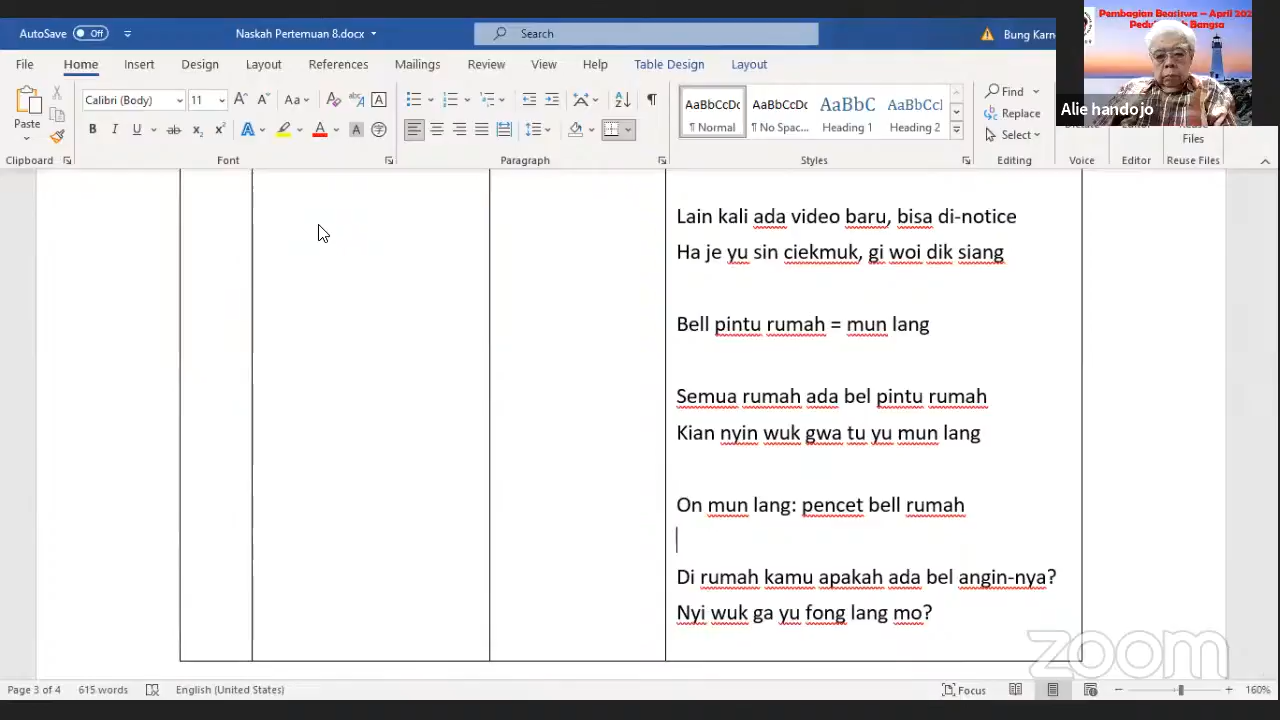 AutoSave Off Naskah Pertemuan 8.docx Search Bung Karn
Pembagian Beasiswa – April 202
Alie handojo
File Home Insert Design Layout References Mailings Review View Help Table Design Layout
Paste Calibri (Body) 11 Aa
AaBbCcDc AaBbCcDc AaBbC AaBbCcI
¶ Normal ¶ No Spac... Heading 1 Heading 2
Find
Replace
Select
Files
Clipboard Font Paragraph Styles Editing Voice Editor Reuse Files
Lain kali ada video baru, bisa di-notice
Ha je yu sin ciekmuk, gi woi dik siang
Bell pintu rumah = mun lang
Semua rumah ada bel pintu rumah
Kian nyin wuk gwa tu yu mun lang
On mun lang: pencet bell rumah
Di rumah kamu apakah ada bel angin-nya?
Nyi wuk ga yu fong lang mo?
zoom
Page 3 of 4 615 words English (United States) Focus 160%